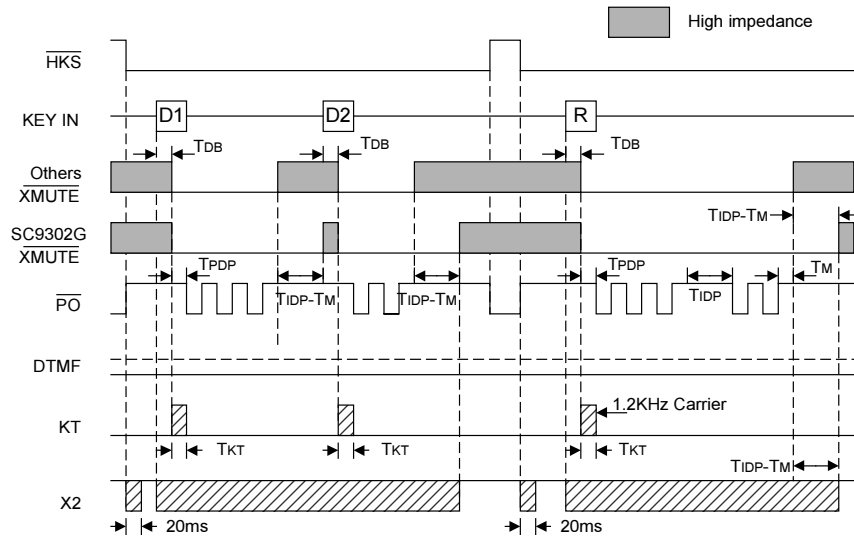 High impedance
HKS
KEY IN
D1
D2
R
TDB
TDB
TDB
Others
XMUTE
TIDP-TM
SC9302G
XMUTE
TPDP
TPDP
TM
PO
TIDP-TM
TIDP-TM
TIDP
DTMF
1.2KHz Carrier
KT
TKT
TKT
TKT
TIDP-TM
X2
20ms
20ms